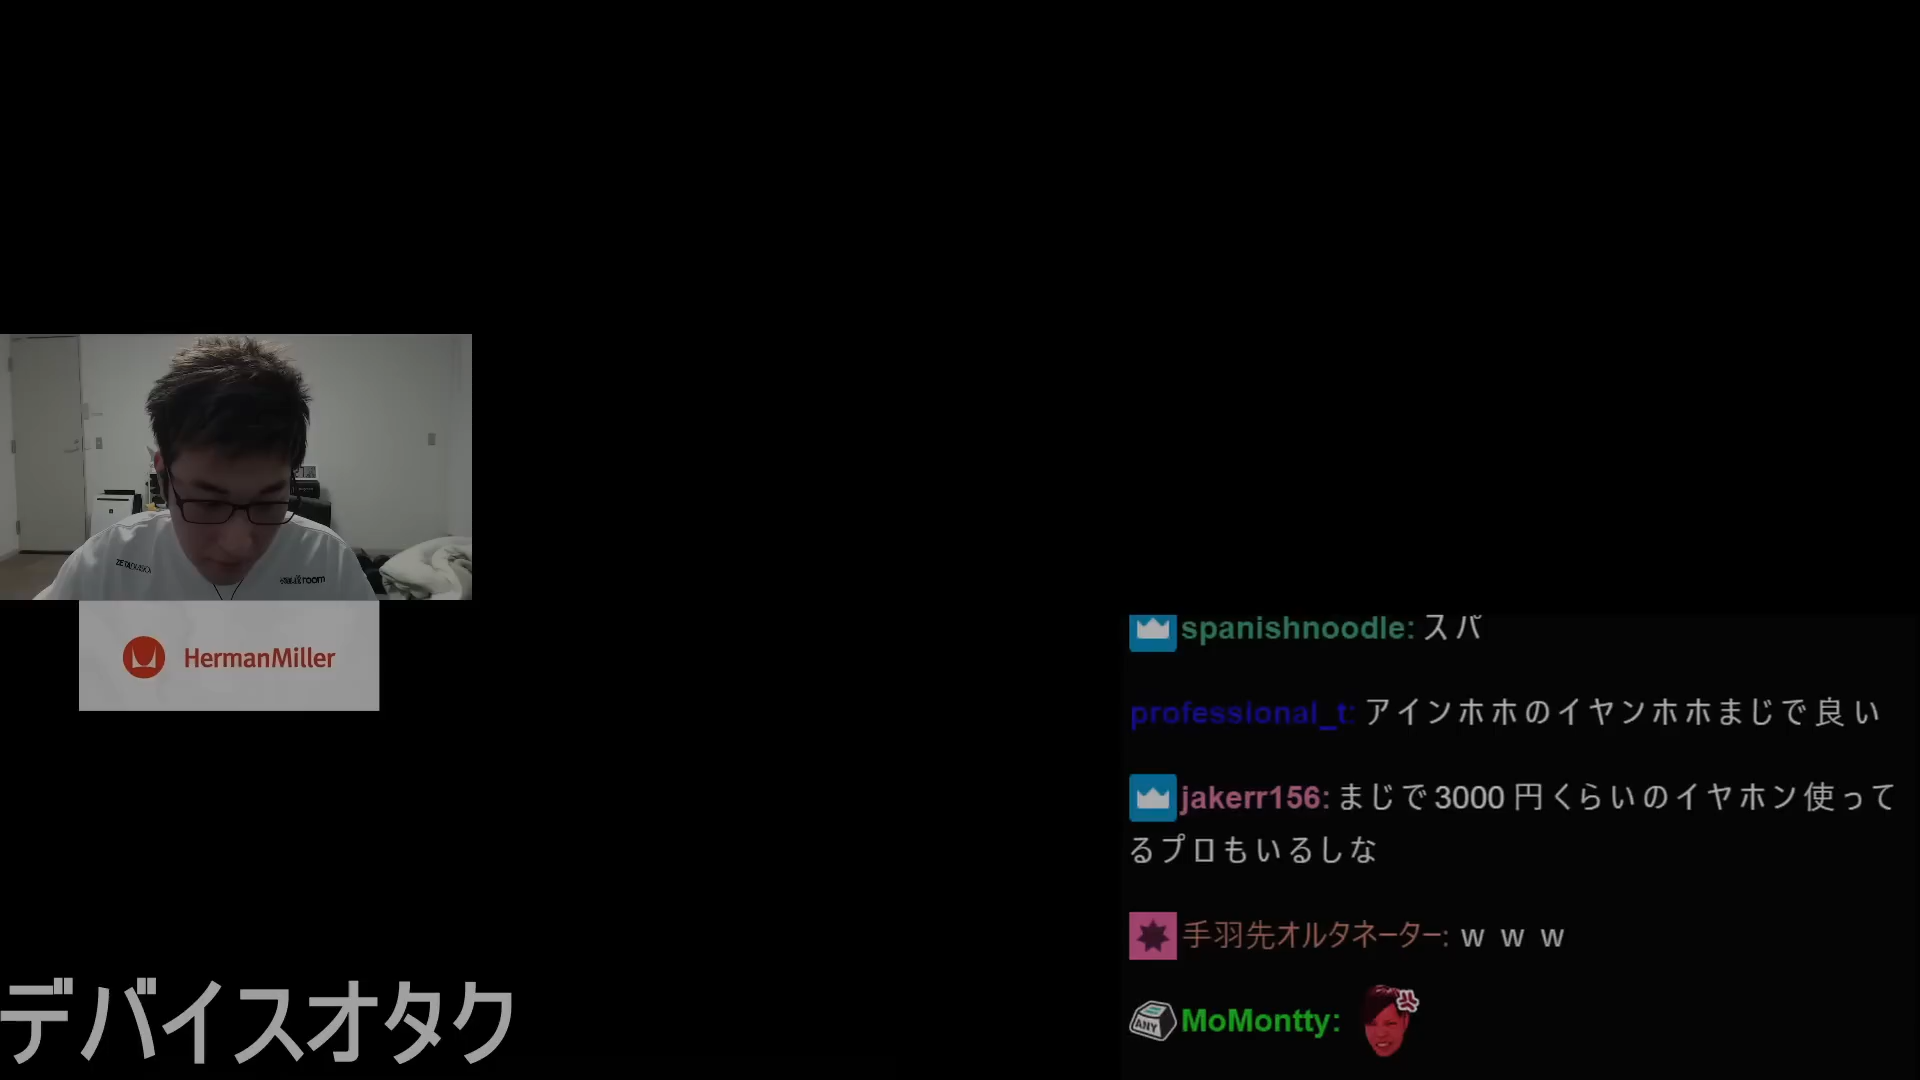 HermanMiller
spanishnoodle: スパ
professional_t: アインホホのイヤンホホまじで良い
jakerr156: まじで3000円くらいのイヤホン使って
るプロもいるしな
手羽先オルタネーター: w w w
ANY MoMontty:
デバイスオタク